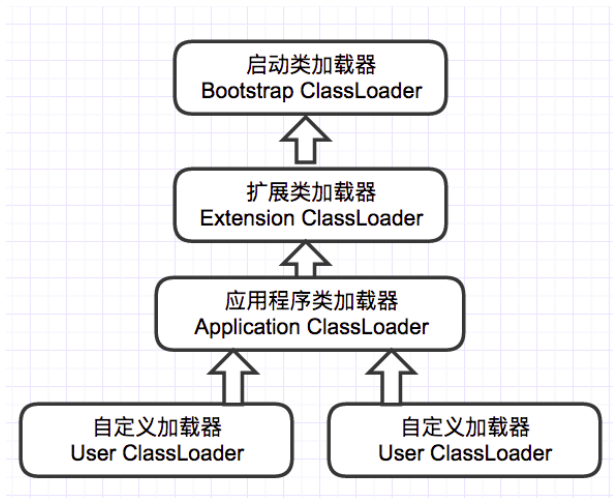 启动类加载器
Bootstrap ClassLoader
扩展类加载器
Extension ClassLoader
应用程序类加载器
Application ClassLoader
自定义加载器
User ClassLoader
自定义加载器
User ClassLoader